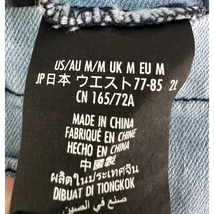 US/AU M/M UK M EU M
JP日本 ウエスト77-85 2L
CN 165/72A
MADE IN CHINA
FABRIQUÉ EN CHINE
HECHO EN CHINA
中國製
ผลิตในประเทศจีน
DIBUAT DI TIONGKOK
صنع في الصين